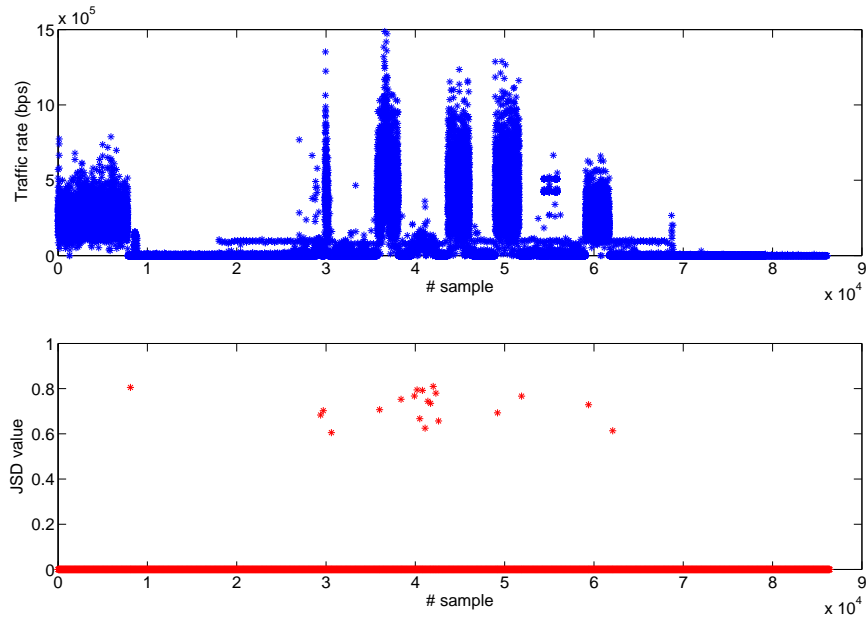 x 10^5
15
10
5
0
Traffic rate (bps)
0 1 2 3 4 5 6 7 8 9
# sample
x 10^4
1
0.8
0.6
0.4
0.2
0
JSD value
0 1 2 3 4 5 6 7 8 9
# sample
x 10^4